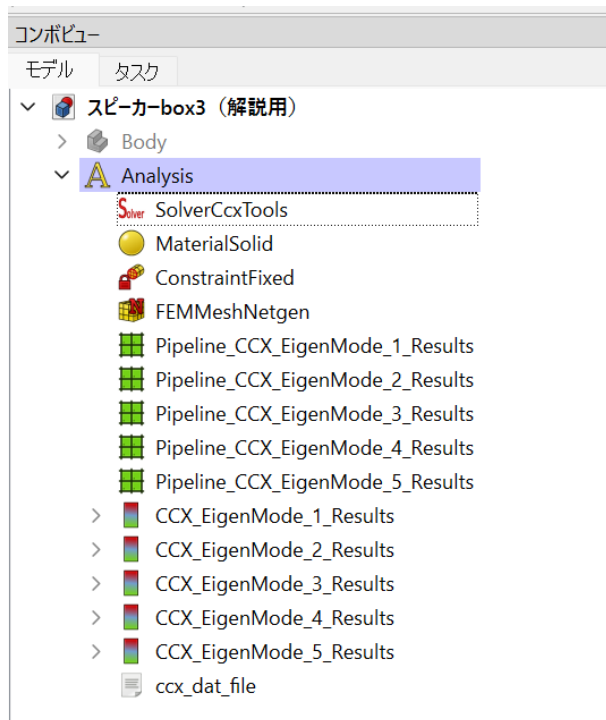 コンボビュー
モデル タスク
スピーカーbox3（解説用）
Body
A Analysis
Solver SolverCcxTools
MaterialSolid
ConstraintFixed
N FEMMeshNetgen
Pipeline_CCX_EigenMode_1_Results
Pipeline_CCX_EigenMode_2_Results
Pipeline_CCX_EigenMode_3_Results
Pipeline_CCX_EigenMode_4_Results
Pipeline_CCX_EigenMode_5_Results
CCX_EigenMode_1_Results
CCX_EigenMode_2_Results
CCX_EigenMode_3_Results
CCX_EigenMode_4_Results
CCX_EigenMode_5_Results
ccx_dat_file